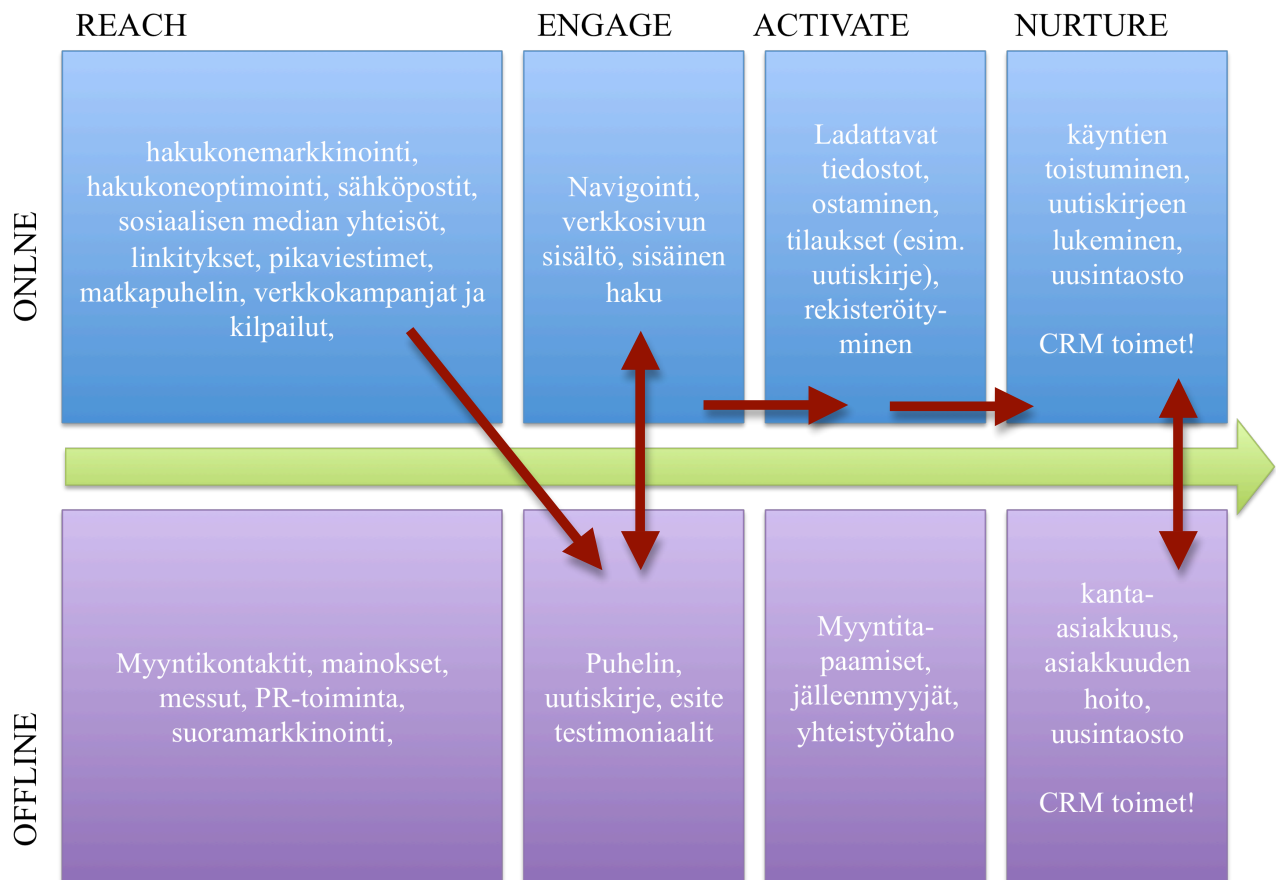 REACH
ENGAGE
ACTIVATE
NURTURE
ONLNE
hakukonemarkkinointi,
hakukoneoptimointi, sähköpostit,
sosiaalisen median yhteisöt,
linkitykset, pikaviestimet,
matkapuhelin, verkkokampanjat ja
kilpailut,
Navigointi,
verkkosivun
sisältö, sisäinen
haku
Ladattavat
tiedostot,
ostaminen,
tilaukset (esim.
uutiskirje),
rekisteröity-
minen
käyntien
toistuminen,
uutiskirjeen
lukeminen,
uusintaosto
CRM toimet!
OFFLINE
Myyntikontaktit, mainokset,
messut, PR-toiminta,
suoramarkkinointi,
Puhelin,
uutiskirje, esite
testimoniaalit
Myyntita-
paamiset,
jälleenmyyjät,
yhteistyötaho
kanta-
asiakkuus,
asiakkuuden
hoito,
uusintaosto
CRM toimet!